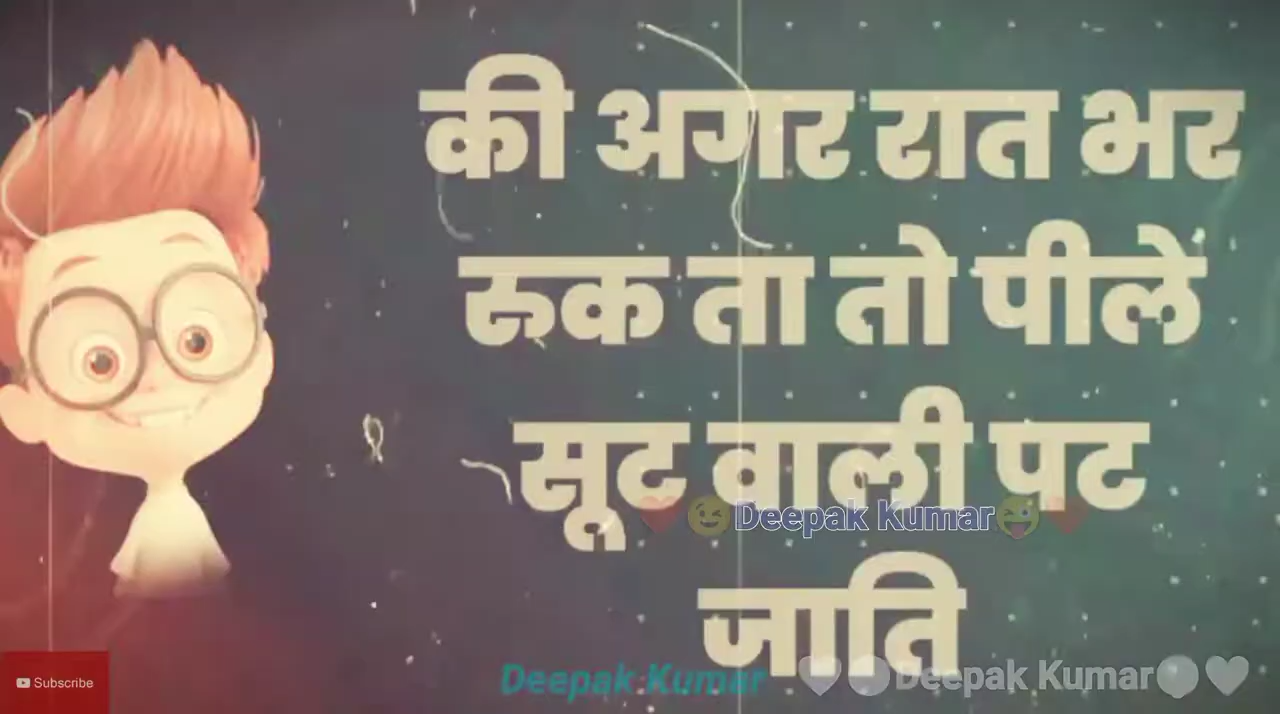 की अगर रात भर
रुक ता तो पीले
सूट वाली पट
❤️😉Deepak Kumar😜❤️
जाति
Deepak Kumar
🤍⚪Deepak Kumar⚪🤍
Subscribe